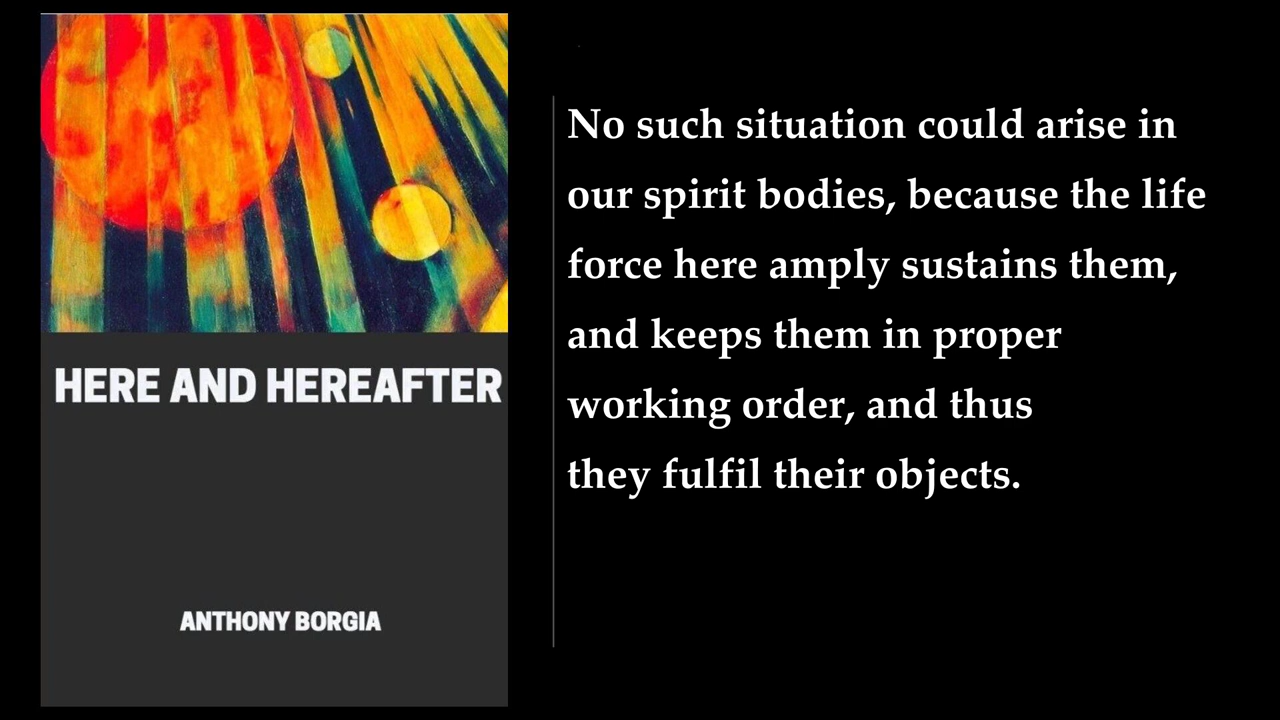 HERE AND HEREAFTER
ANTHONY BORGIA
No such situation could arise in
our spirit bodies, because the life
force here amply sustains them,
and keeps them in proper
working order, and thus
they fulfil their objects.